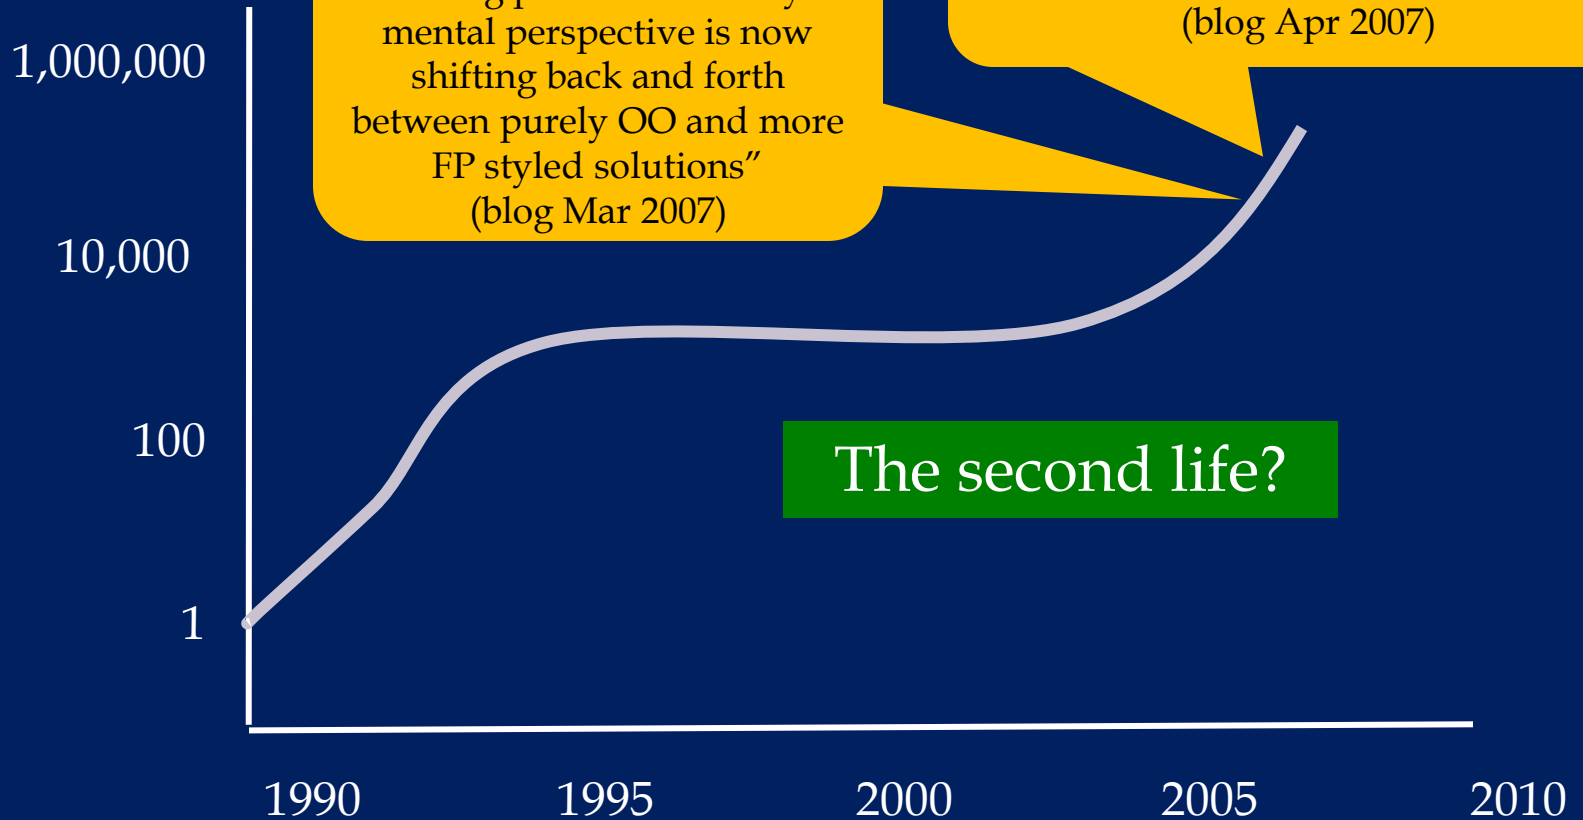 mental perspective is now
shifting back and forth
between purely OO and more
FP styled solutions”
(blog Mar 2007)
(blog Apr 2007)
1,000,000
10,000
100
1
The second life?
1990 1995 2000 2005 2010